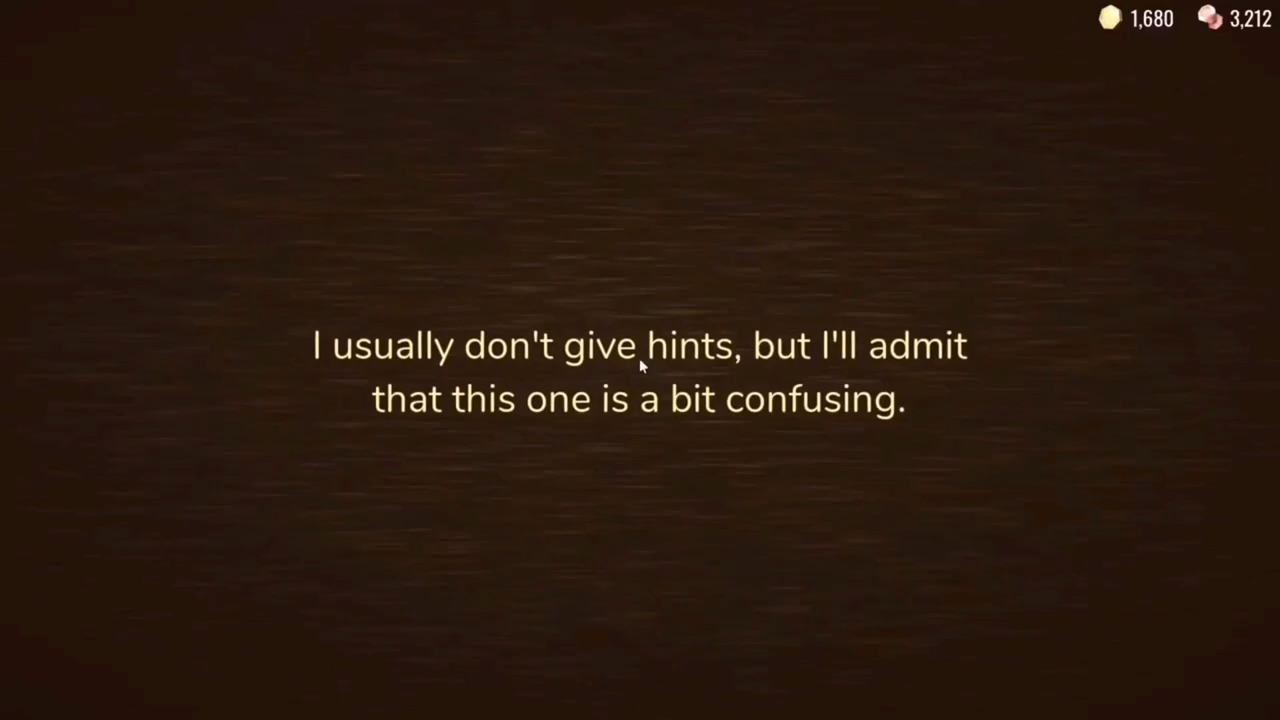 1,680 3,212
I usually don't give hints, but I'll admit
that this one is a bit confusing.